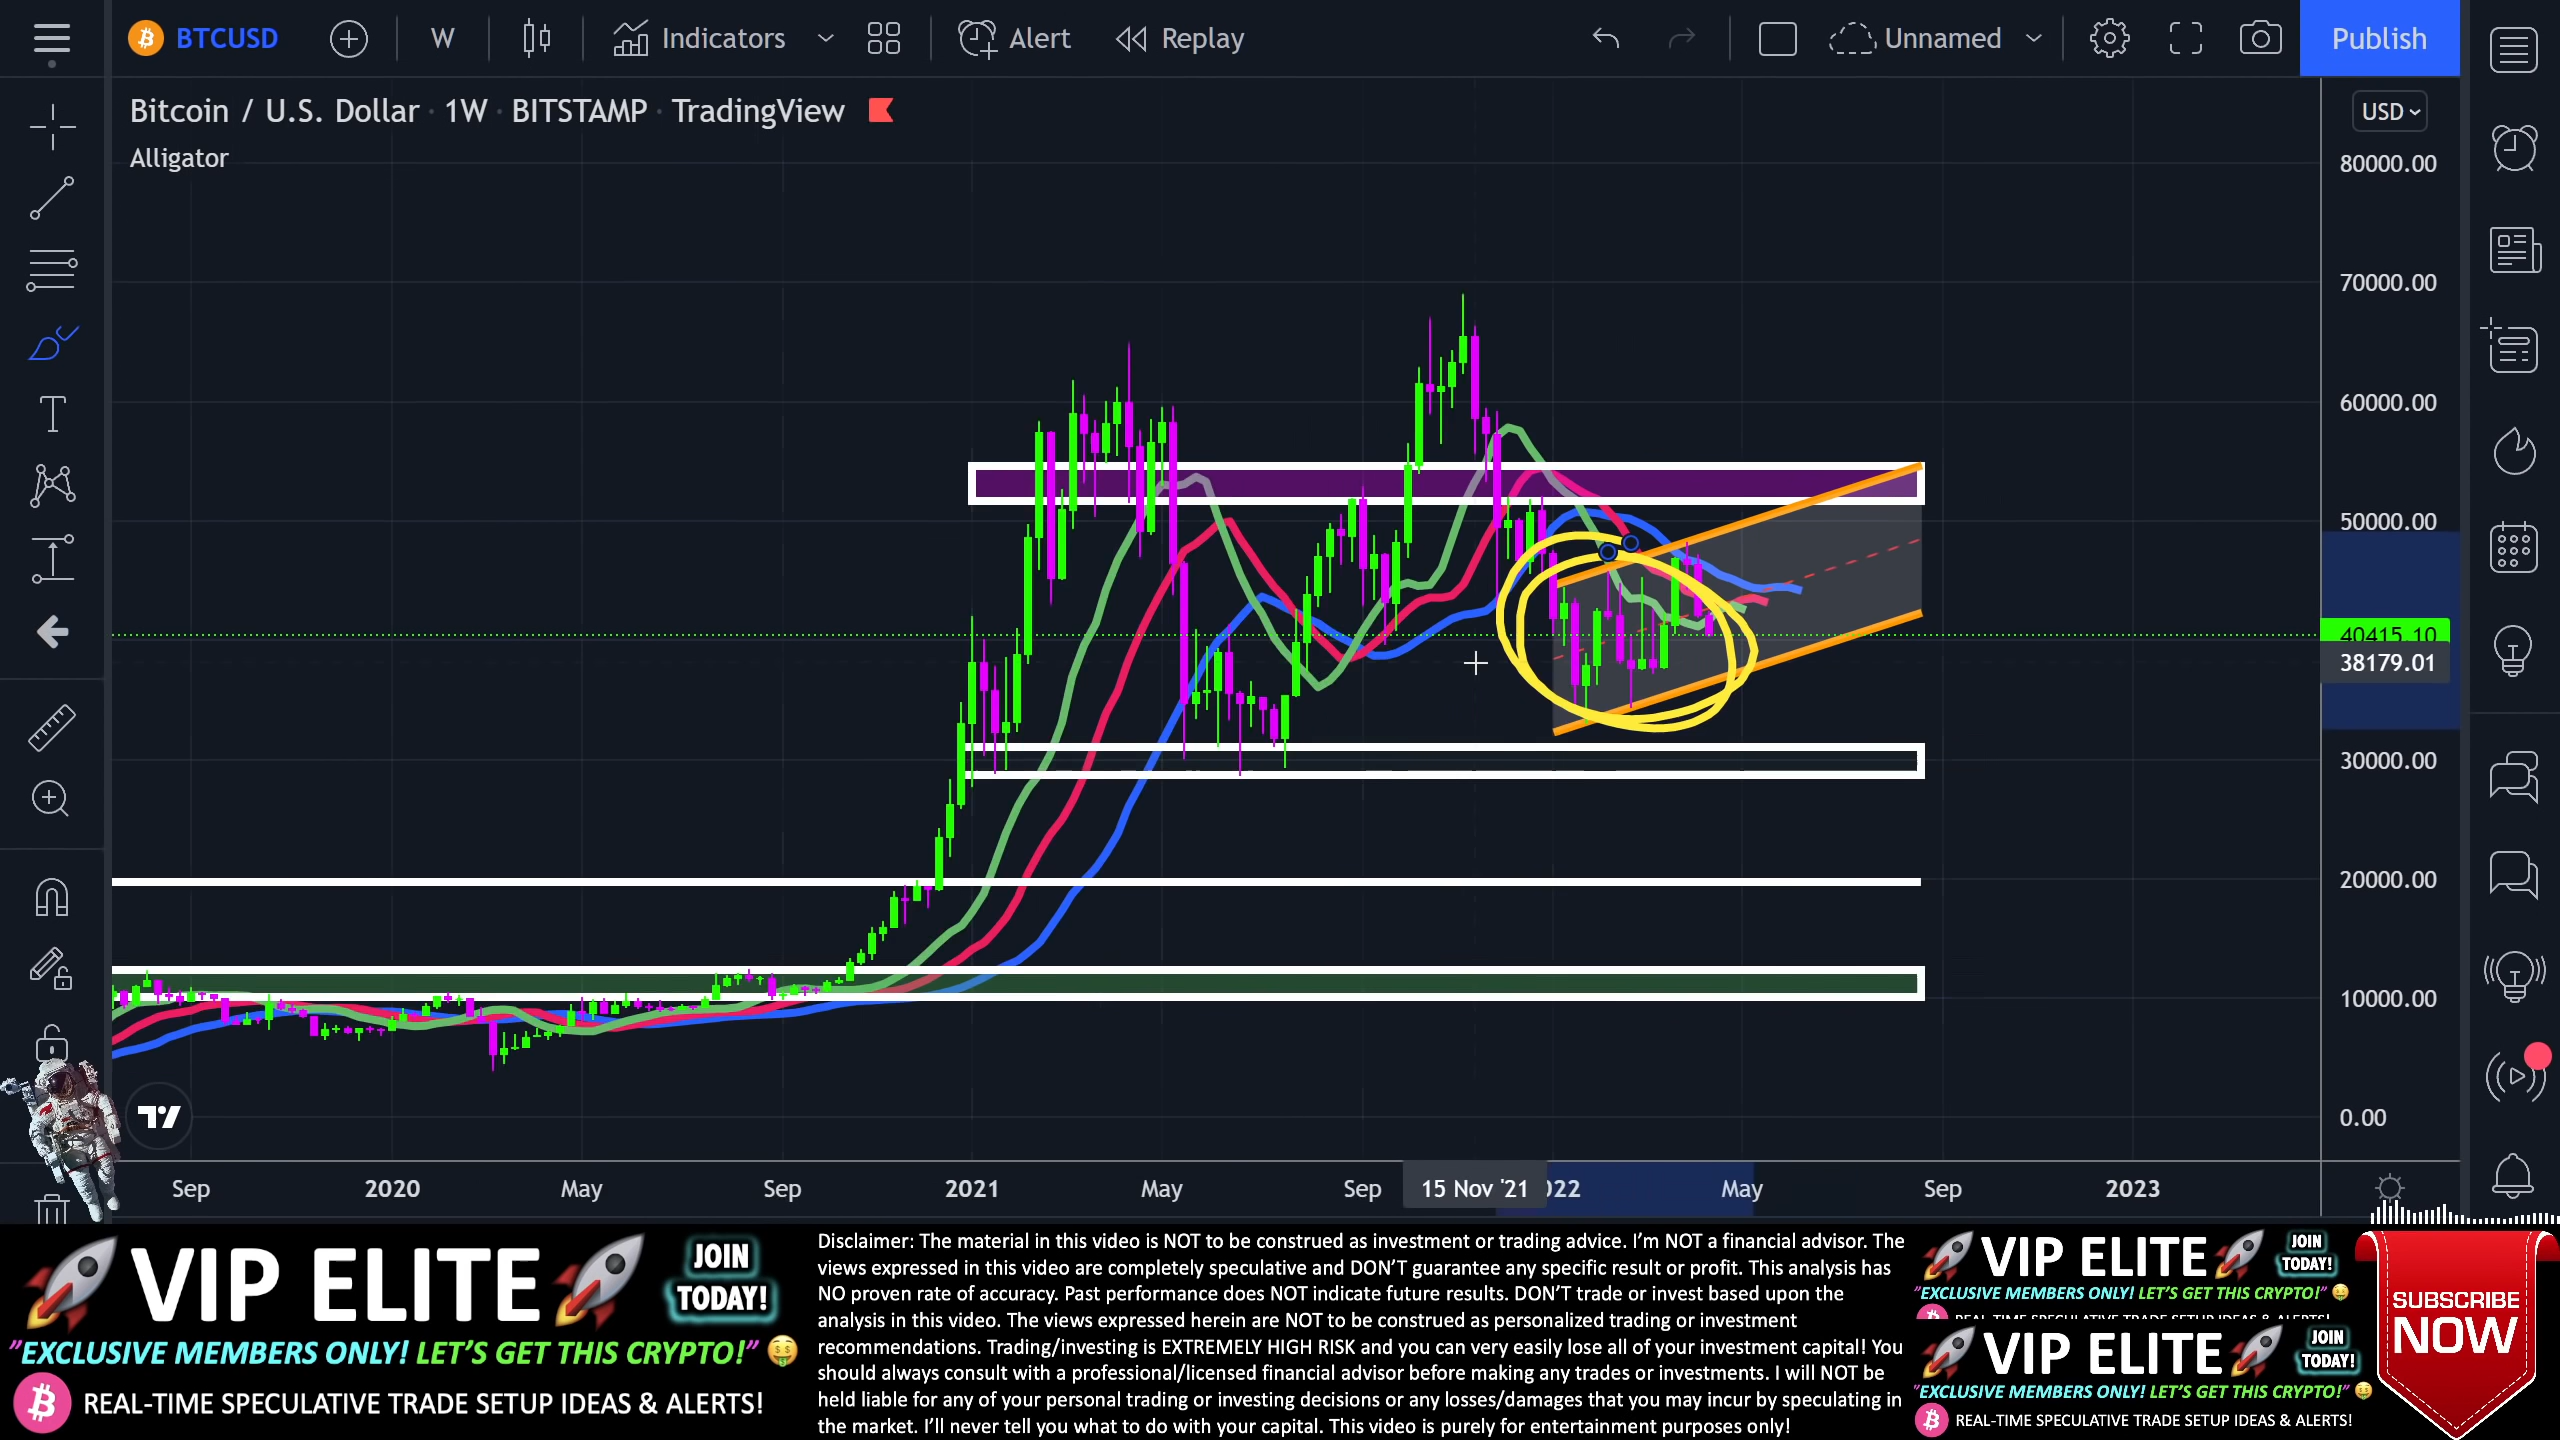 BTCUSD
W
Indicators
Alert
Replay
Unnamed
Publish
Bitcoin / U.S. Dollar · 1W · BITSTAMP · TradingView
Alligator
USD
80000.00
70000.00
60000.00
50000.00
40415.10
38179.01
30000.00
20000.00
10000.00
0.00
Sep
2020
May
Sep
2021
May
Sep
15 Nov '21
022
May
Sep
2023
VIP ELITE
JOIN
TODAY!
"EXCLUSIVE MEMBERS ONLY! LET'S GET THIS CRYPTO!"
REAL-TIME SPECULATIVE TRADE SETUP IDEAS & ALERTS!
Disclaimer: The material in this video is NOT to be construed as investment or trading advice. I'm NOT a financial advisor. The
views expressed in this video are completely speculative and DON'T guarantee any specific result or profit. This analysis has
NO proven rate of accuracy. Past performance does NOT indicate future results. DON'T trade or invest based upon the
analysis in this video. The views expressed herein are NOT to be construed as personalized trading or investment
recommendations. Trading/investing is EXTREMELY HIGH RISK and you can very easily lose all of your investment capital! You
should always consult with a professional/licensed financial advisor before making any trades or investments. I will NOT be
held liable for any of your personal trading or investing decisions or any losses/damages that you may incur by speculating in
the market. I'll never tell you what to do with your capital. This video is purely for entertainment purposes only!
VIP ELITE
JOIN
TODAY!
"EXCLUSIVE MEMBERS ONLY! LET'S GET THIS CRYPTO!"
VIP ELITE
JOIN
TODAY!
"EXCLUSIVE MEMBERS ONLY! LET'S GET THIS CRYPTO!"
REAL-TIME SPECULATIVE TRADE SETUP IDEAS & ALERTS!
SUBSCRIBE
NOW